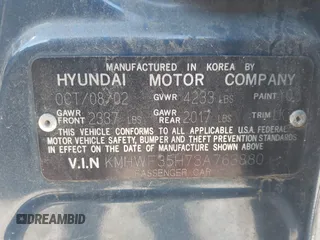 MANUFACTURED IN KOREA BY
HYUNDAI MOTOR COMPANY
OCT/08/02 GVWR 4233 LBS PAINT
GAWR FRONT 2337 LBS GAWR REAR 2017 LBS TRIM
THIS VEHICLE CONFORMS TO ALL APPLICABLE U.S.A. FEDERAL
MOTOR VEHICLE SAFETY, BUMPER AND THEFT PREVENTION STANDARDS
IN EFFECT ON THE DATE OF MANUFACTURE SHOWN ABOVE.
V.I.N KMHWF35H73A763880
PASSENGER CAR
DREAMBID